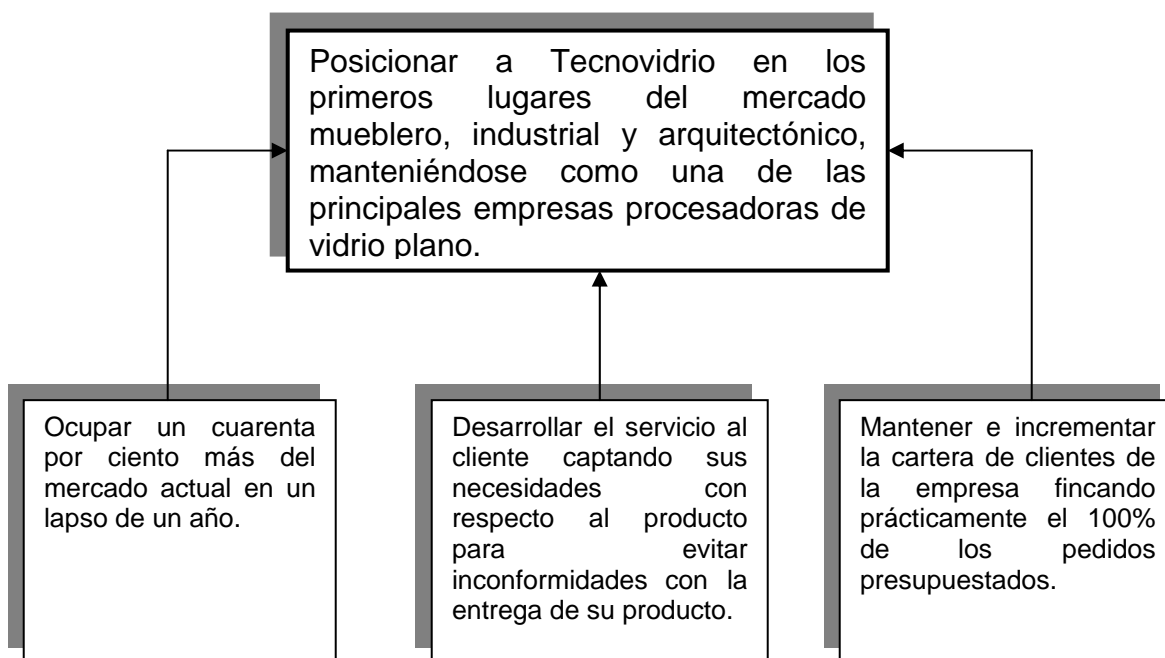 Posicionar a Tecnovidrio en los
primeros lugares del mercado
mueblero, industrial y arquitectónico,
manteniéndose como una de las
principales empresas procesadoras de
vidrio plano.
Ocupar un cuarenta
por ciento más del
mercado actual en un
lapso de un año.
Desarrollar el servicio al
cliente captando sus
necesidades con
respecto al producto
para evitar
inconformidades con la
entrega de su producto.
Mantener e incrementar
la cartera de clientes de
la empresa fincando
prácticamente el 100%
de los pedidos
presupuestados.